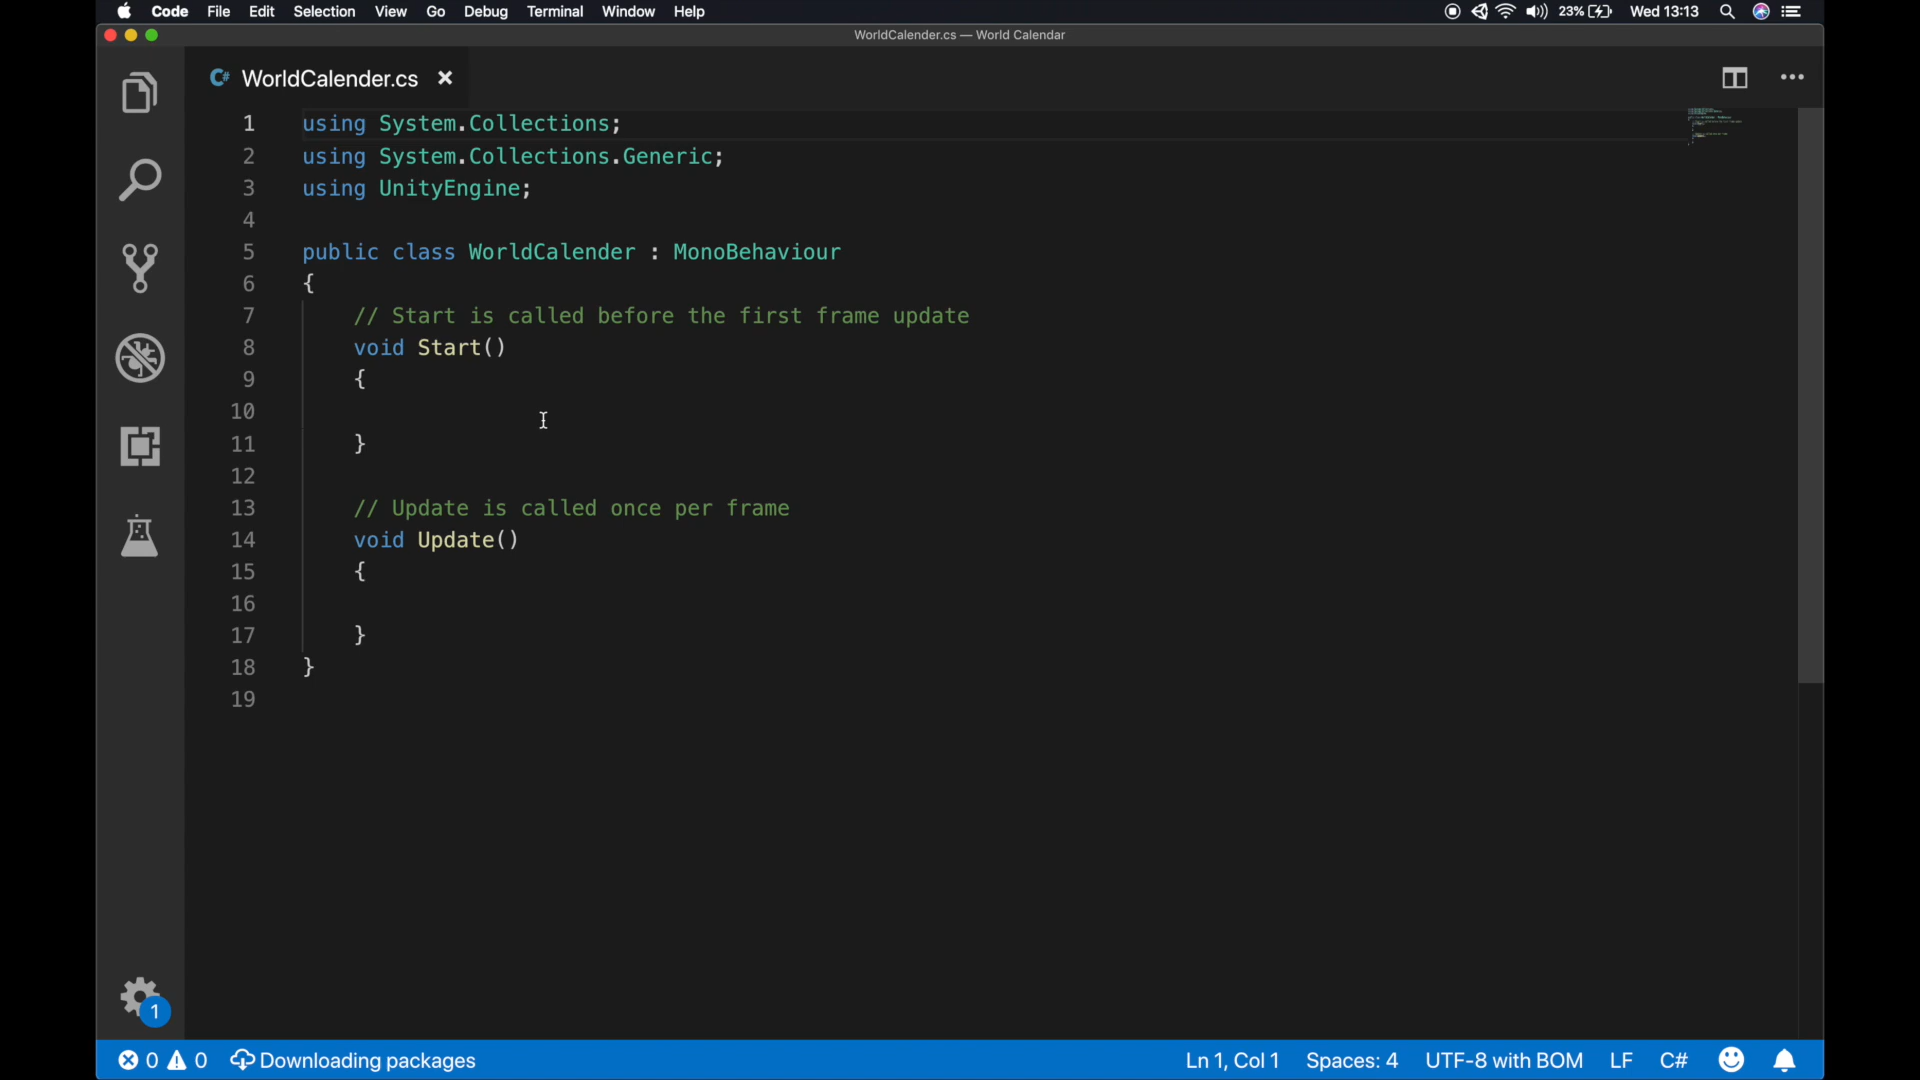 Code File Edit Selection View Go Debug Terminal Window Help 23% Wed 13:13
WorldCalender.cs — World Calendar
C# WorldCalender.cs
1 using System.Collections;
2 using System.Collections.Generic;
3 using UnityEngine;
4
5 public class WorldCalender : MonoBehaviour
6 {
7 // Start is called before the first frame update
8 void Start()
9 {
10
11 }
12
13 // Update is called once per frame
14 void Update()
15 {
16
17 }
18 }
19
1
0 0 Downloading packages Ln 1, Col 1 Spaces: 4 UTF-8 with BOM LF C#